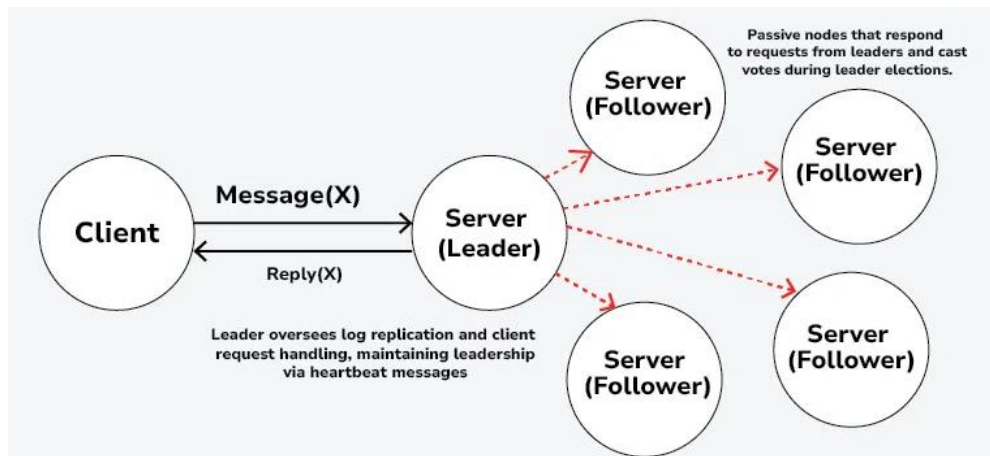 Passive nodes that respond
to requests from leaders and cast
votes during leader elections.
Server
(Follower)
Server
(Follower)
Message(X)
Client
Server
(Leader)
Reply(X)
Leader oversees log replication and client
request handling, maintaining leadership
via heartbeat messages
Server
(Follower)
Server
(Follower)